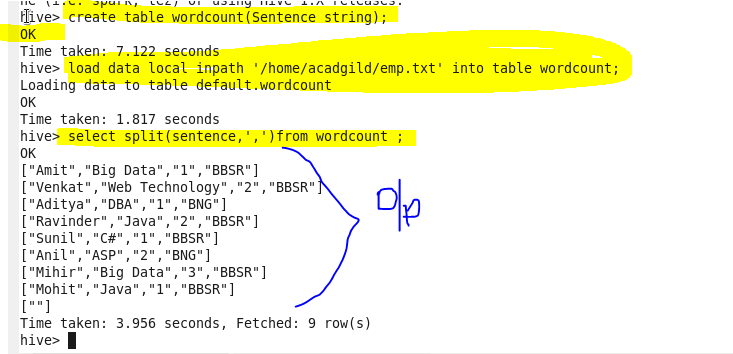 ne (i.e. spark, tez) or using Hive 1.X releases.
hive> create table wordcount(Sentence string);
OK
Time taken: 7.122 seconds
hive> load data local inpath '/home/acadgild/emp.txt' into table wordcount;
Loading data to table default.wordcount
OK
Time taken: 1.817 seconds
hive> select split(sentence,',')from wordcount ;
OK
["Amit","Big Data","1","BBSR"]
["Venkat","Web Technology","2","BBSR"]
["Aditya","DBA","1","BNG"]
["Ravinder","Java","2","BBSR"]
["Sunil","C#","1","BBSR"]
["Anil","ASP","2","BNG"]
["Mihir","Big Data","3","BBSR"]
["Mohit","Java","1","BBSR"]
[""]
O/p
Time taken: 3.956 seconds, Fetched: 9 row(s)
hive>